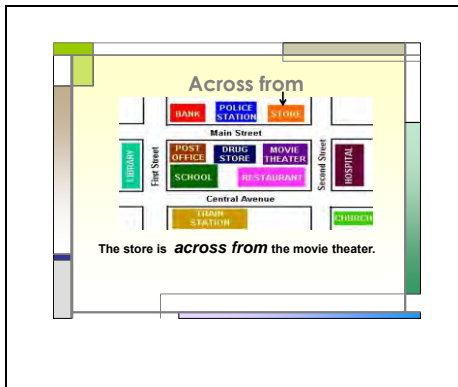 Across from
BANK
POLICE
STATION
STORE
Main Street
LIBRARY
First Street
POST
OFFICE
DRUG
STORE
MOVIE
THEATER
Second Street
HOSPITAL
SCHOOL
RESTAURANT
Central Avenue
TRAIN
STATION
CHURCH
The store is across from the movie theater.